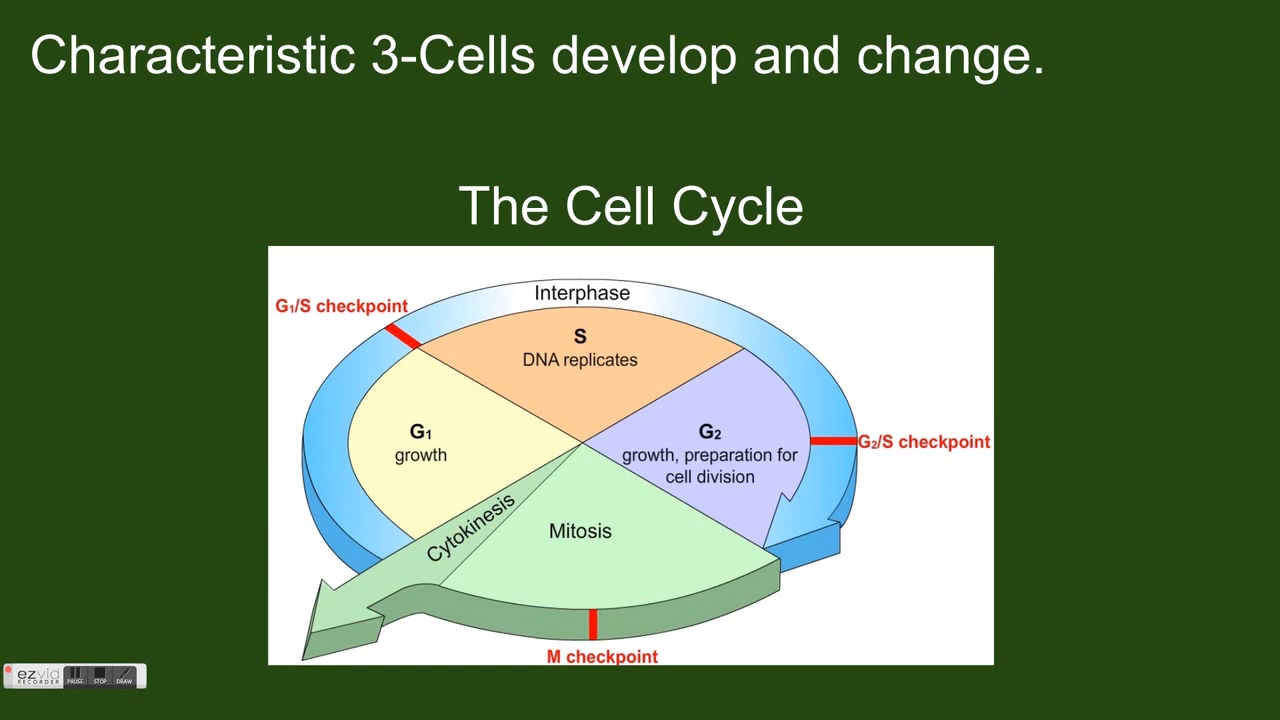 Characteristic 3-Cells develop and change.
The Cell Cycle
Interphase
G₁/S checkpoint
S
DNA replicates
G₁
growth
G₂
growth, preparation for
cell division
G₂/S checkpoint
Cytokinesis
Mitosis
M checkpoint
ezvid
RECORDER
PAUSE
STOP
DRAW